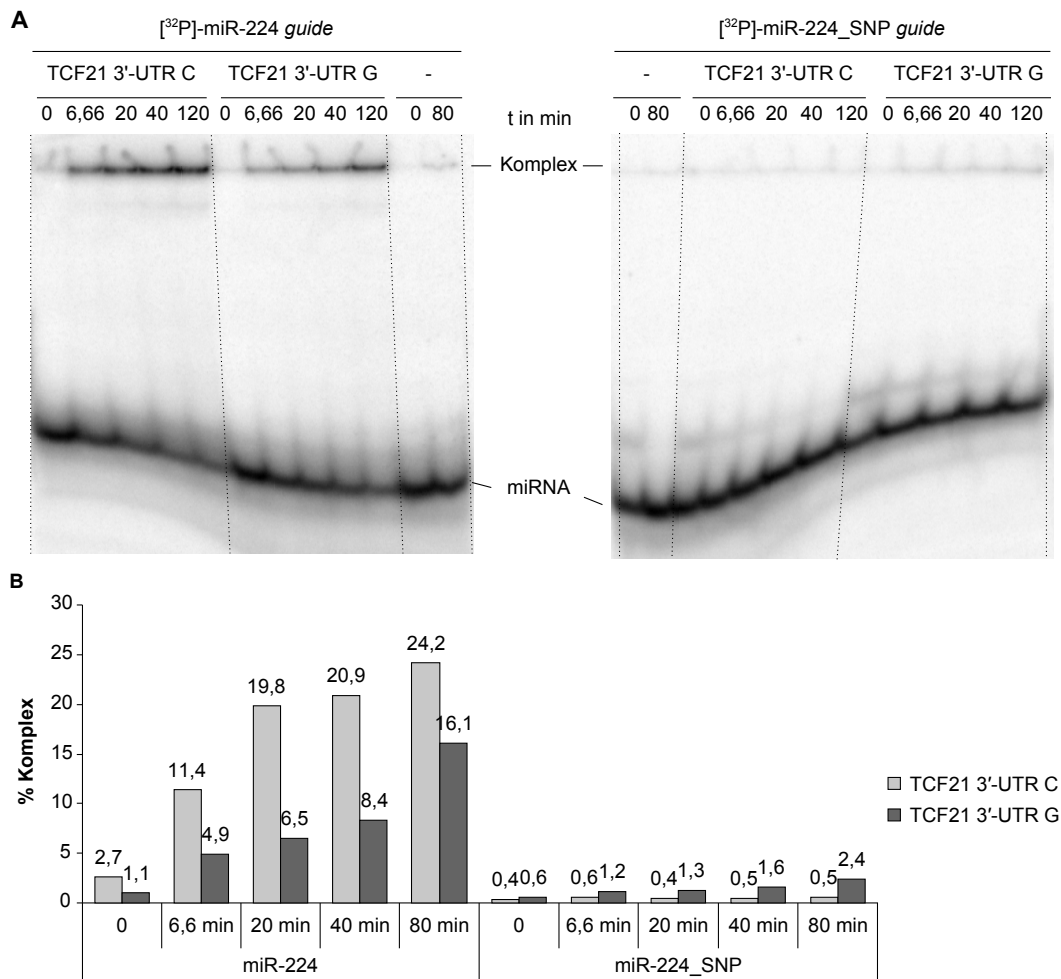 A
[³²P]-miR-224 guide
[³²P]-miR-224_SNP guide
TCF21 3′-UTR C TCF21 3′-UTR G -
- TCF21 3′-UTR C TCF21 3′-UTR G
0 6,66 20 40 120 0 6,66 20 40 120 0 80
t in min
0 80 0 6,66 20 40 120 0 6,66 20 40 120
Komplex
miRNA
B
% Komplex
30
25
20
15
10
5
0
2,7 1,1 11,4 4,9 19,8 6,5 20,9 8,4 24,2 16,1
0,4 0,6 0,6 1,2 0,4 1,3 0,5 1,6 0,5 2,4
TCF21 3′-UTR C
TCF21 3′-UTR G
0 6,6 min 20 min 40 min 80 min 0 6,6 min 20 min 40 min 80 min
miR-224 miR-224_SNP